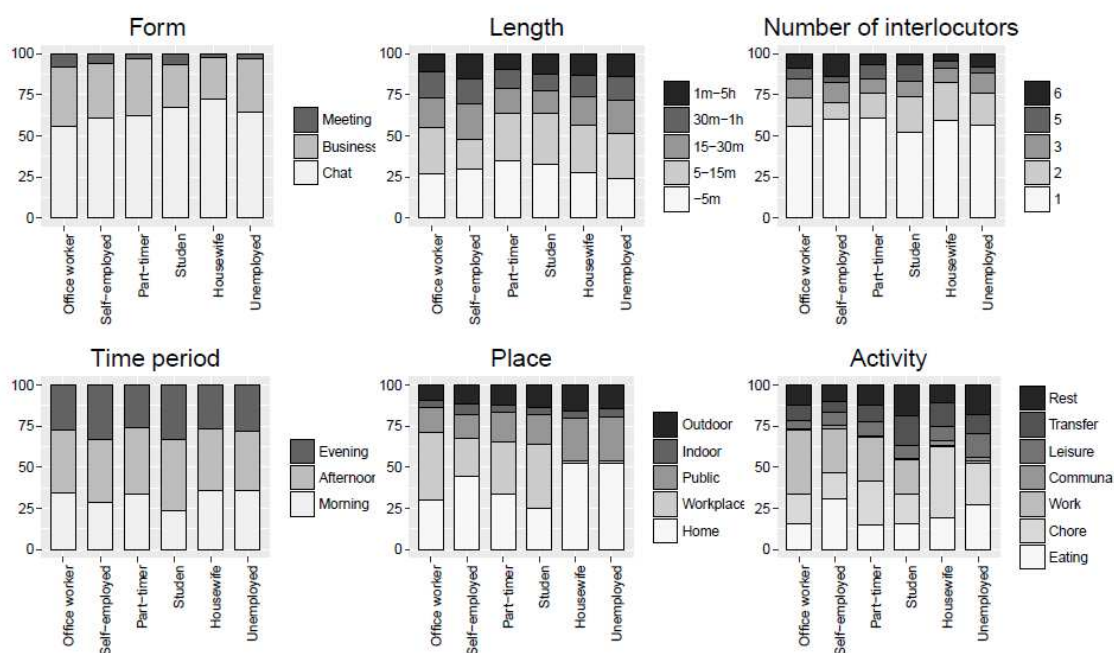 Form
100
75
50
25
0
Meeting
Business
Chat
Office worker
Self-employed
Part-timer
Studen
Housewife
Unemployed
Length
100
75
50
25
0
1m-5h
30m-1h
15-30m
5-15m
-5m
Office worker
Self-employed
Part-timer
Studen
Housewife
Unemployed
Number of interlocutors
100
75
50
25
0
6
5
3
2
1
Office worker
Self-employed
Part-timer
Studen
Housewife
Unemployed
Time period
100
75
50
25
0
Evening
Afternoon
Morning
Office worker
Self-employed
Part-timer
Studen
Housewife
Unemployed
Place
100
75
50
25
0
Outdoor
Indoor
Public
Workplace
Home
Office worker
Self-employed
Part-timer
Studen
Housewife
Unemployed
Activity
100
75
50
25
0
Rest
Transfer
Leisure
Communa
Work
Chore
Eating
Office worker
Self-employed
Part-timer
Studen
Housewife
Unemployed